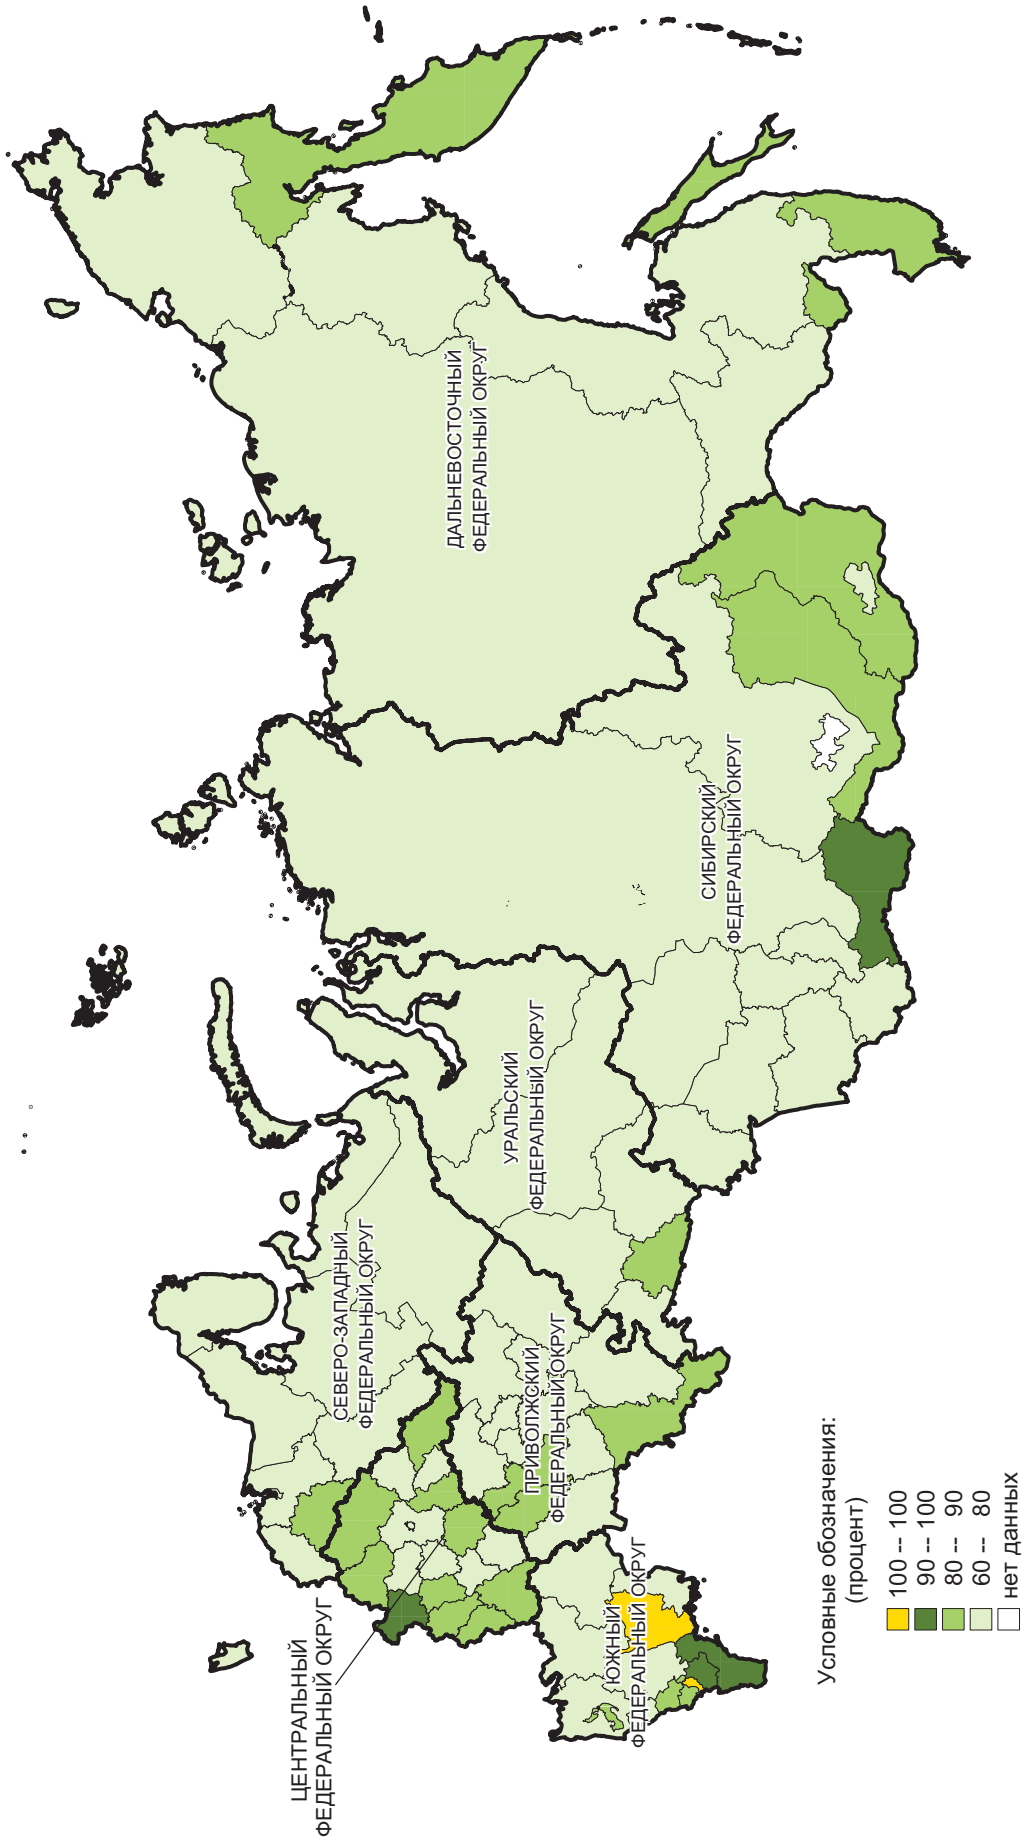 ЦЕНТРАЛЬНЫЙ
ФЕДЕРАЛЬНЫЙ ОКРУГ
СЕВЕРО-ЗАПАДНЫЙ
ФЕДЕРАЛЬНЫЙ ОКРУГ
ДАЛЬНЕВОСТОЧНЫЙ
ФЕДЕРАЛЬНЫЙ ОКРУГ
УРАЛЬСКИЙ
ФЕДЕРАЛЬНЫЙ ОКРУГ
ПРИВОЛЖСКИЙ
ФЕДЕРАЛЬНЫЙ ОКРУГ
ЮЖНЫЙ
ФЕДЕРАЛЬНЫЙ ОКРУГ
СИБИРСКИЙ
ФЕДЕРАЛЬНЫЙ ОКРУГ
Условные обозначения:
(процент)
100 -- 100
90 -- 100
80 -- 90
60 -- 80
нет данных